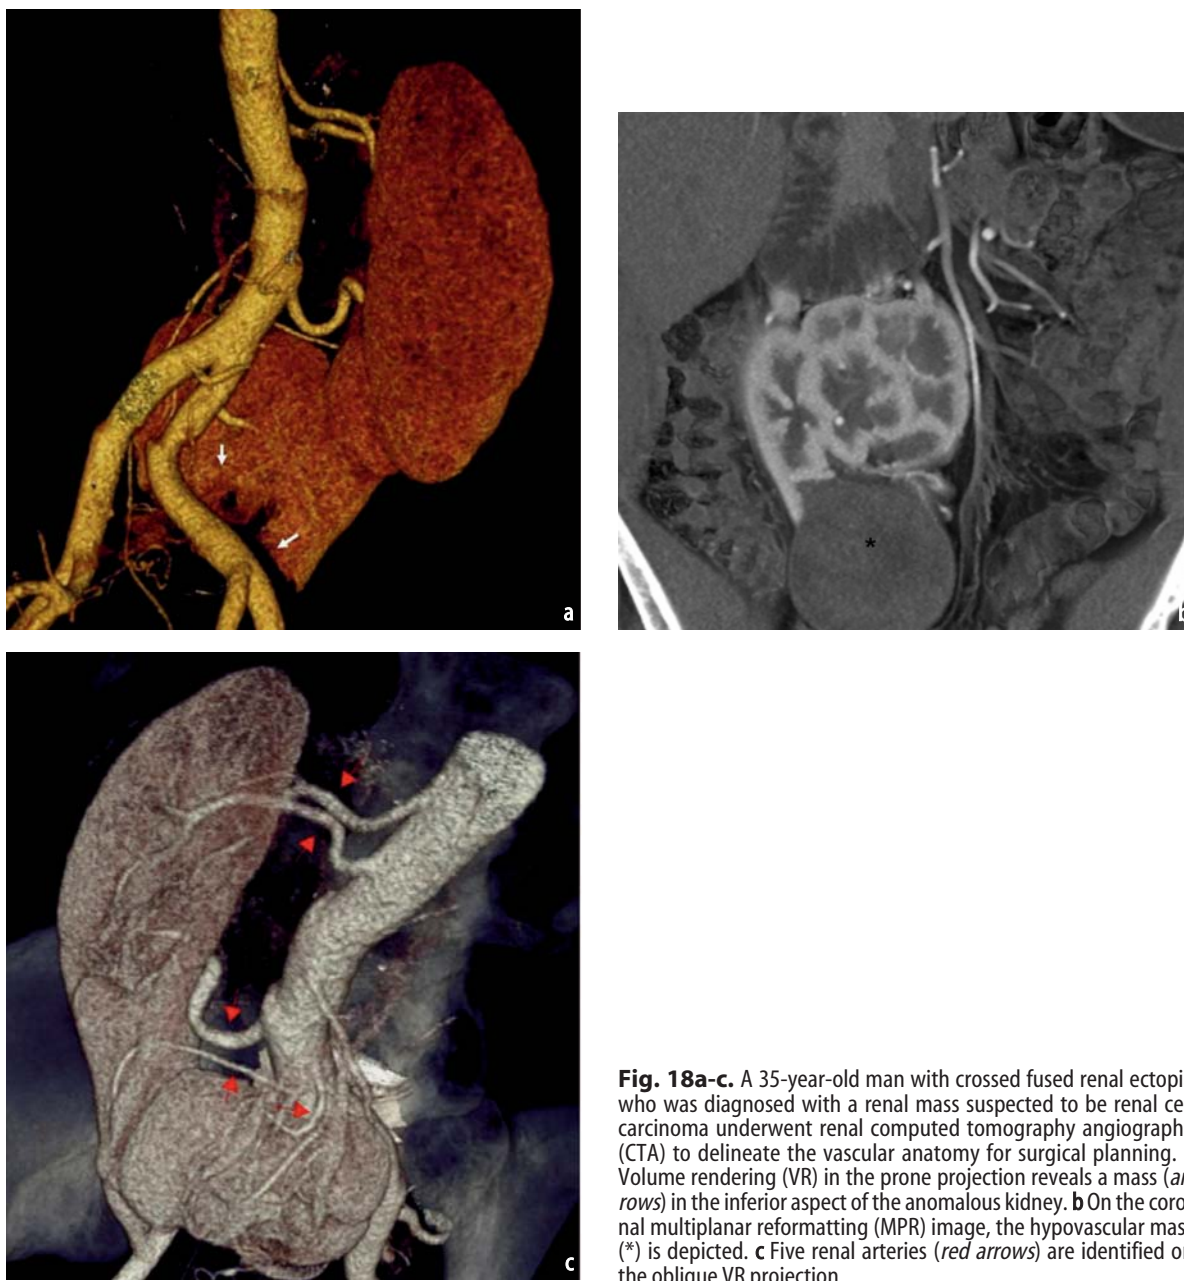 a
b
*
c
Fig. 18a-c. A 35-year-old man with crossed fused renal ectopi
who was diagnosed with a renal mass suspected to be renal ce
carcinoma underwent renal computed tomography angiograph
(CTA) to delineate the vascular anatomy for surgical planning.
Volume rendering (VR) in the prone projection reveals a mass (ar
rows) in the inferior aspect of the anomalous kidney. b On the coro
nal multiplanar reformatting (MPR) image, the hypovascular mas
(*) is depicted. c Five renal arteries (red arrows) are identified o
the oblique VR projection